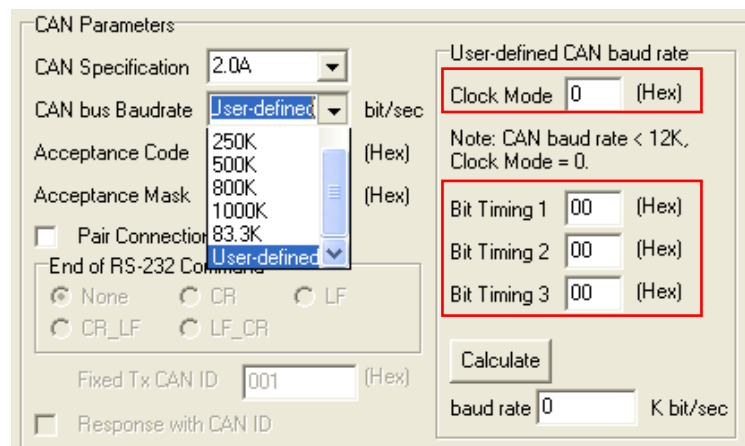 CAN Parameters
CAN Specification 2.0A
CAN bus Baudrate User-defined bit/sec
250K
500K
800K
1000K
83.3K
User-defined
Acceptance Code (Hex)
Acceptance Mask (Hex)
Pair Connection
End of RS-232 Command
None CR LF
CR_LF LF_CR
Fixed Tx CAN ID 001 (Hex)
Response with CAN ID
User-defined CAN baud rate
Clock Mode 0 (Hex)
Note: CAN baud rate < 12K,
Clock Mode = 0.
Bit Timing 1 00 (Hex)
Bit Timing 2 00 (Hex)
Bit Timing 3 00 (Hex)
Calculate
baud rate 0 K bit/sec